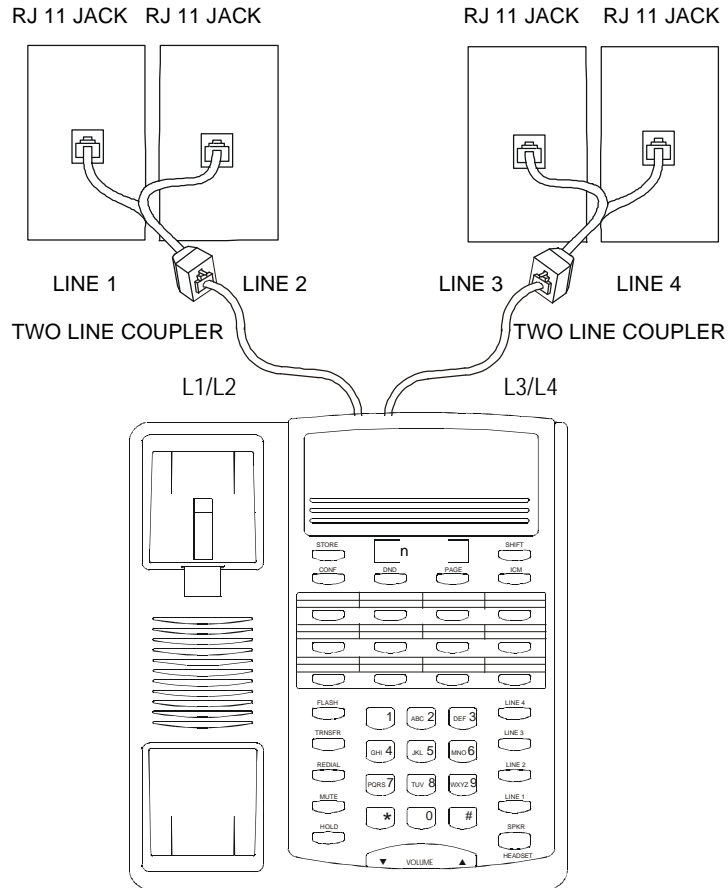 RJ 11 JACK RJ 11 JACK RJ 11 JACK RJ 11 JACK
LINE 1 LINE 2 LINE 3 LINE 4
TWO LINE COUPLER TWO LINE COUPLER
L1/L2 L3/L4
STORE n SHIFT
CONF DND PAGE ICM
FLASH 1 ABC 2 DEF 3 LINE 4
TRNSFR GHI 4 JKL 5 MNO 6 LINE 3
REDIAL PQRS 7 TUV 8 WXYZ 9 LINE 2
MUTE * 0 # LINE 1
HOLD SPKR
HEADSET
▼ VOLUME ▲